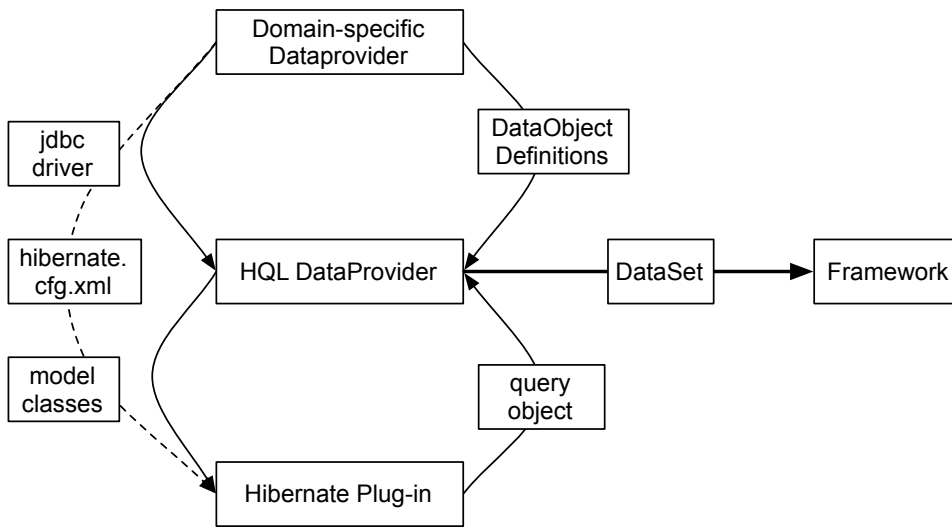 Domain-specific
Dataprovider
jdbc
driver
DataObject
Definitions
hibernate.
cfg.xml
HQL DataProvider
DataSet
Framework
model
classes
query
object
Hibernate Plug-in